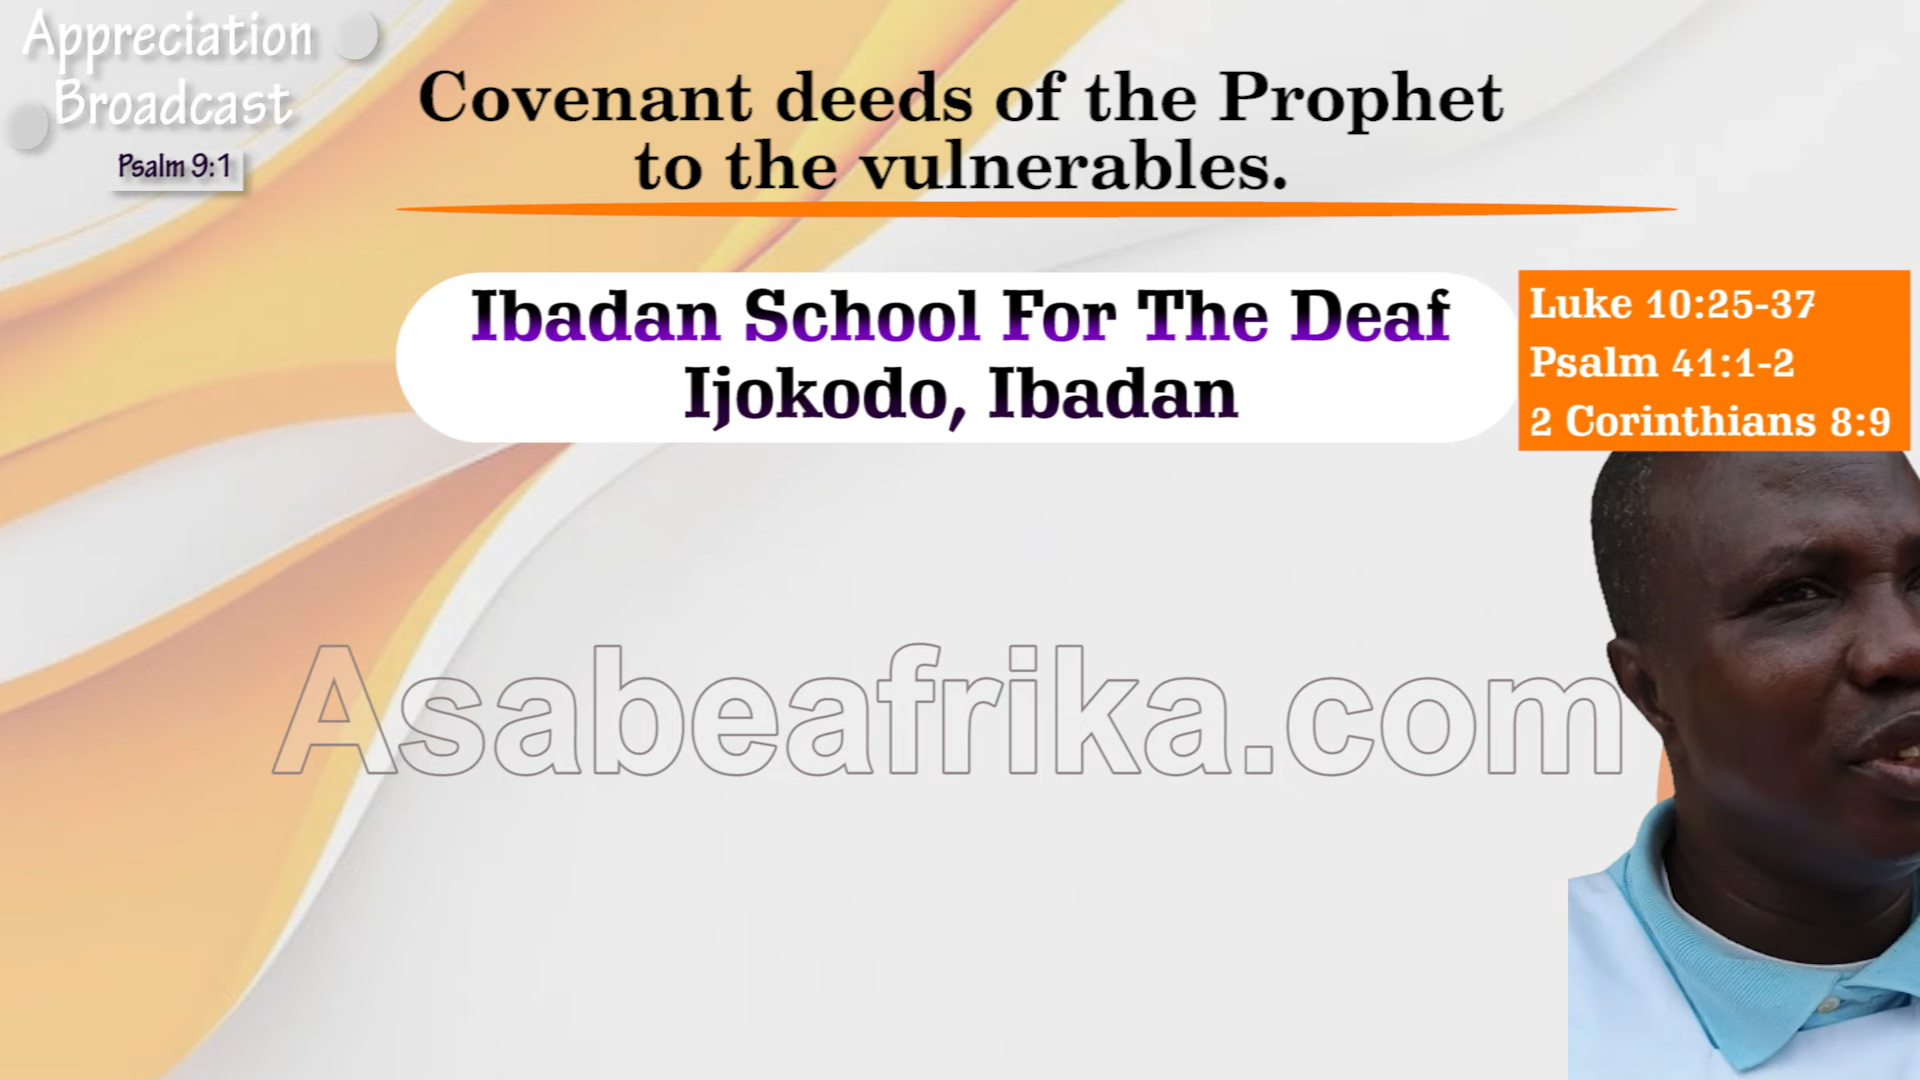 Appreciation
Broadcast
Psalm 9:1
Covenant deeds of the Prophet
to the vulnerables.
Ibadan School For The Deaf
Ijokodo, Ibadan
Luke 10:25-37
Psalm 41:1-2
2 Corinthians 8:9
Asabeafrika.com